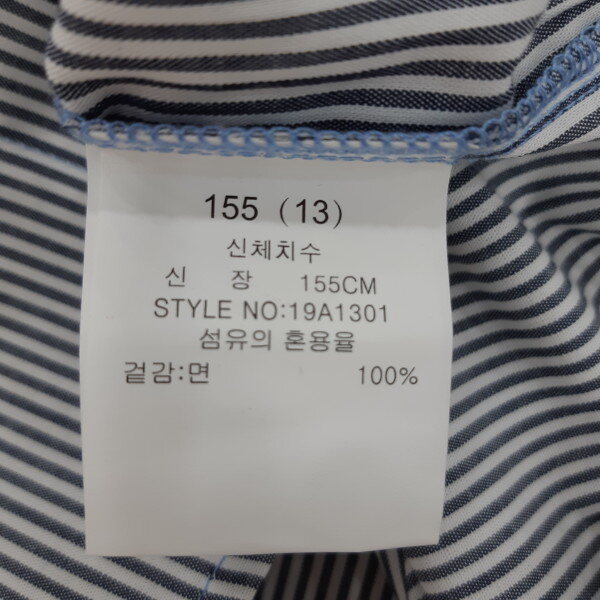 155 (13)
신체치수
신 장 155CM
STYLE NO:19A1301
섬유의 혼용율
겉감:면 100%